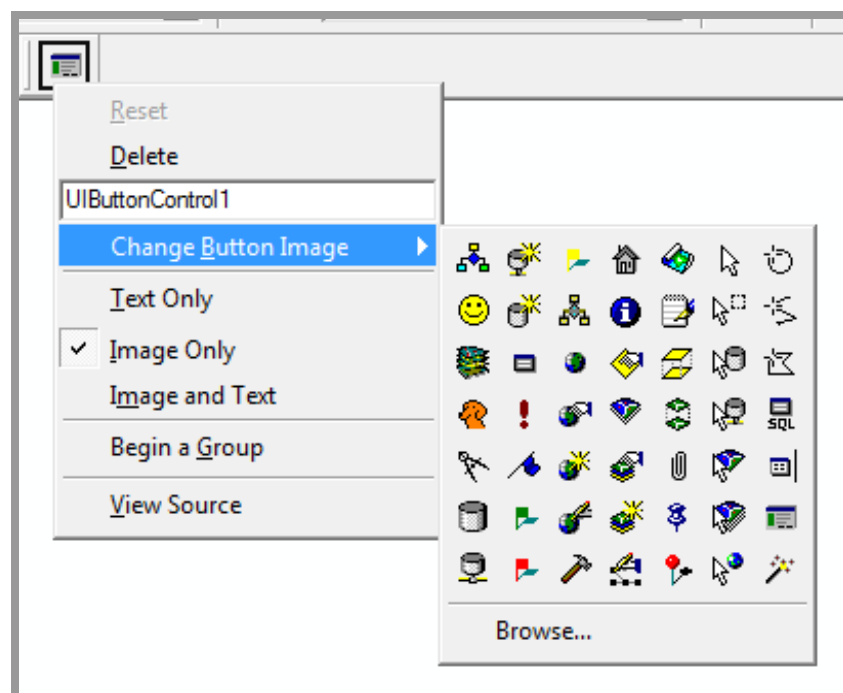 Reset
Delete
UIButtonControl1
Change Button Image
Text Only
Image Only
Image and Text
Begin a Group
View Source
SQL
Browse...